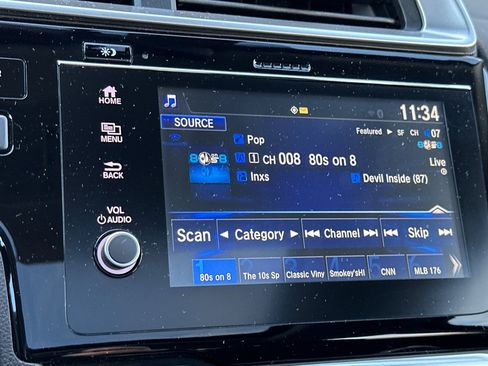 HOME
MENU
BACK
VOL
AUDIO
11:34
SOURCE
Featured SF CH 07
Pop
1 CH 008 80s on 8
Live
Inxs
Devil Inside (87)
Scan Category Channel Skip
80s on 8 The 10s Sp Classic Viny Smokey'sHl CNN MLB 176